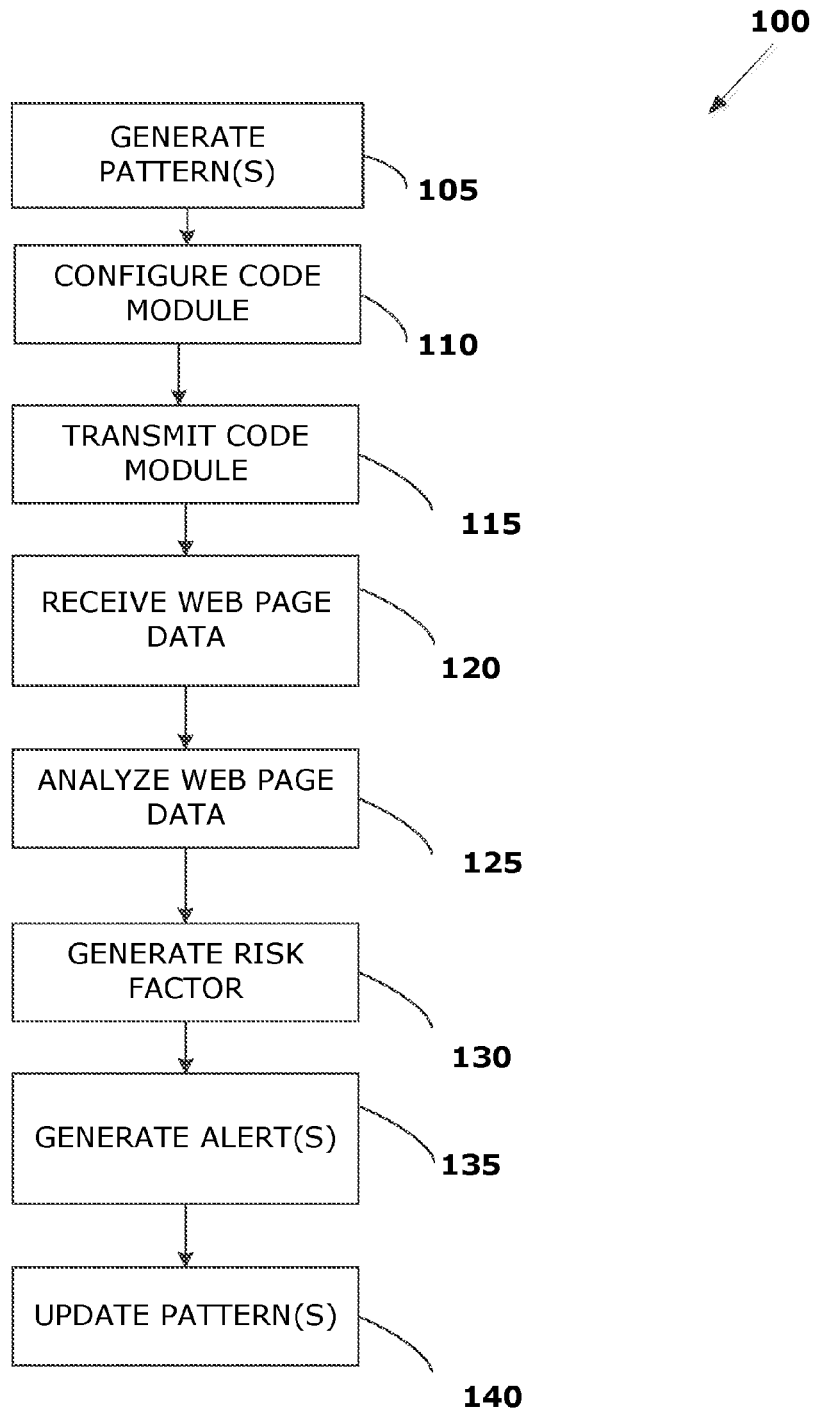 100
GENERATE
PATTERN(S)
105
CONFIGURE CODE
MODULE
110
TRANSMIT CODE
MODULE
115
RECEIVE WEB PAGE
DATA
120
ANALYZE WEB PAGE
DATA
125
GENERATE RISK
FACTOR
130
GENERATE ALERT(S)
135
UPDATE PATTERN(S)
140